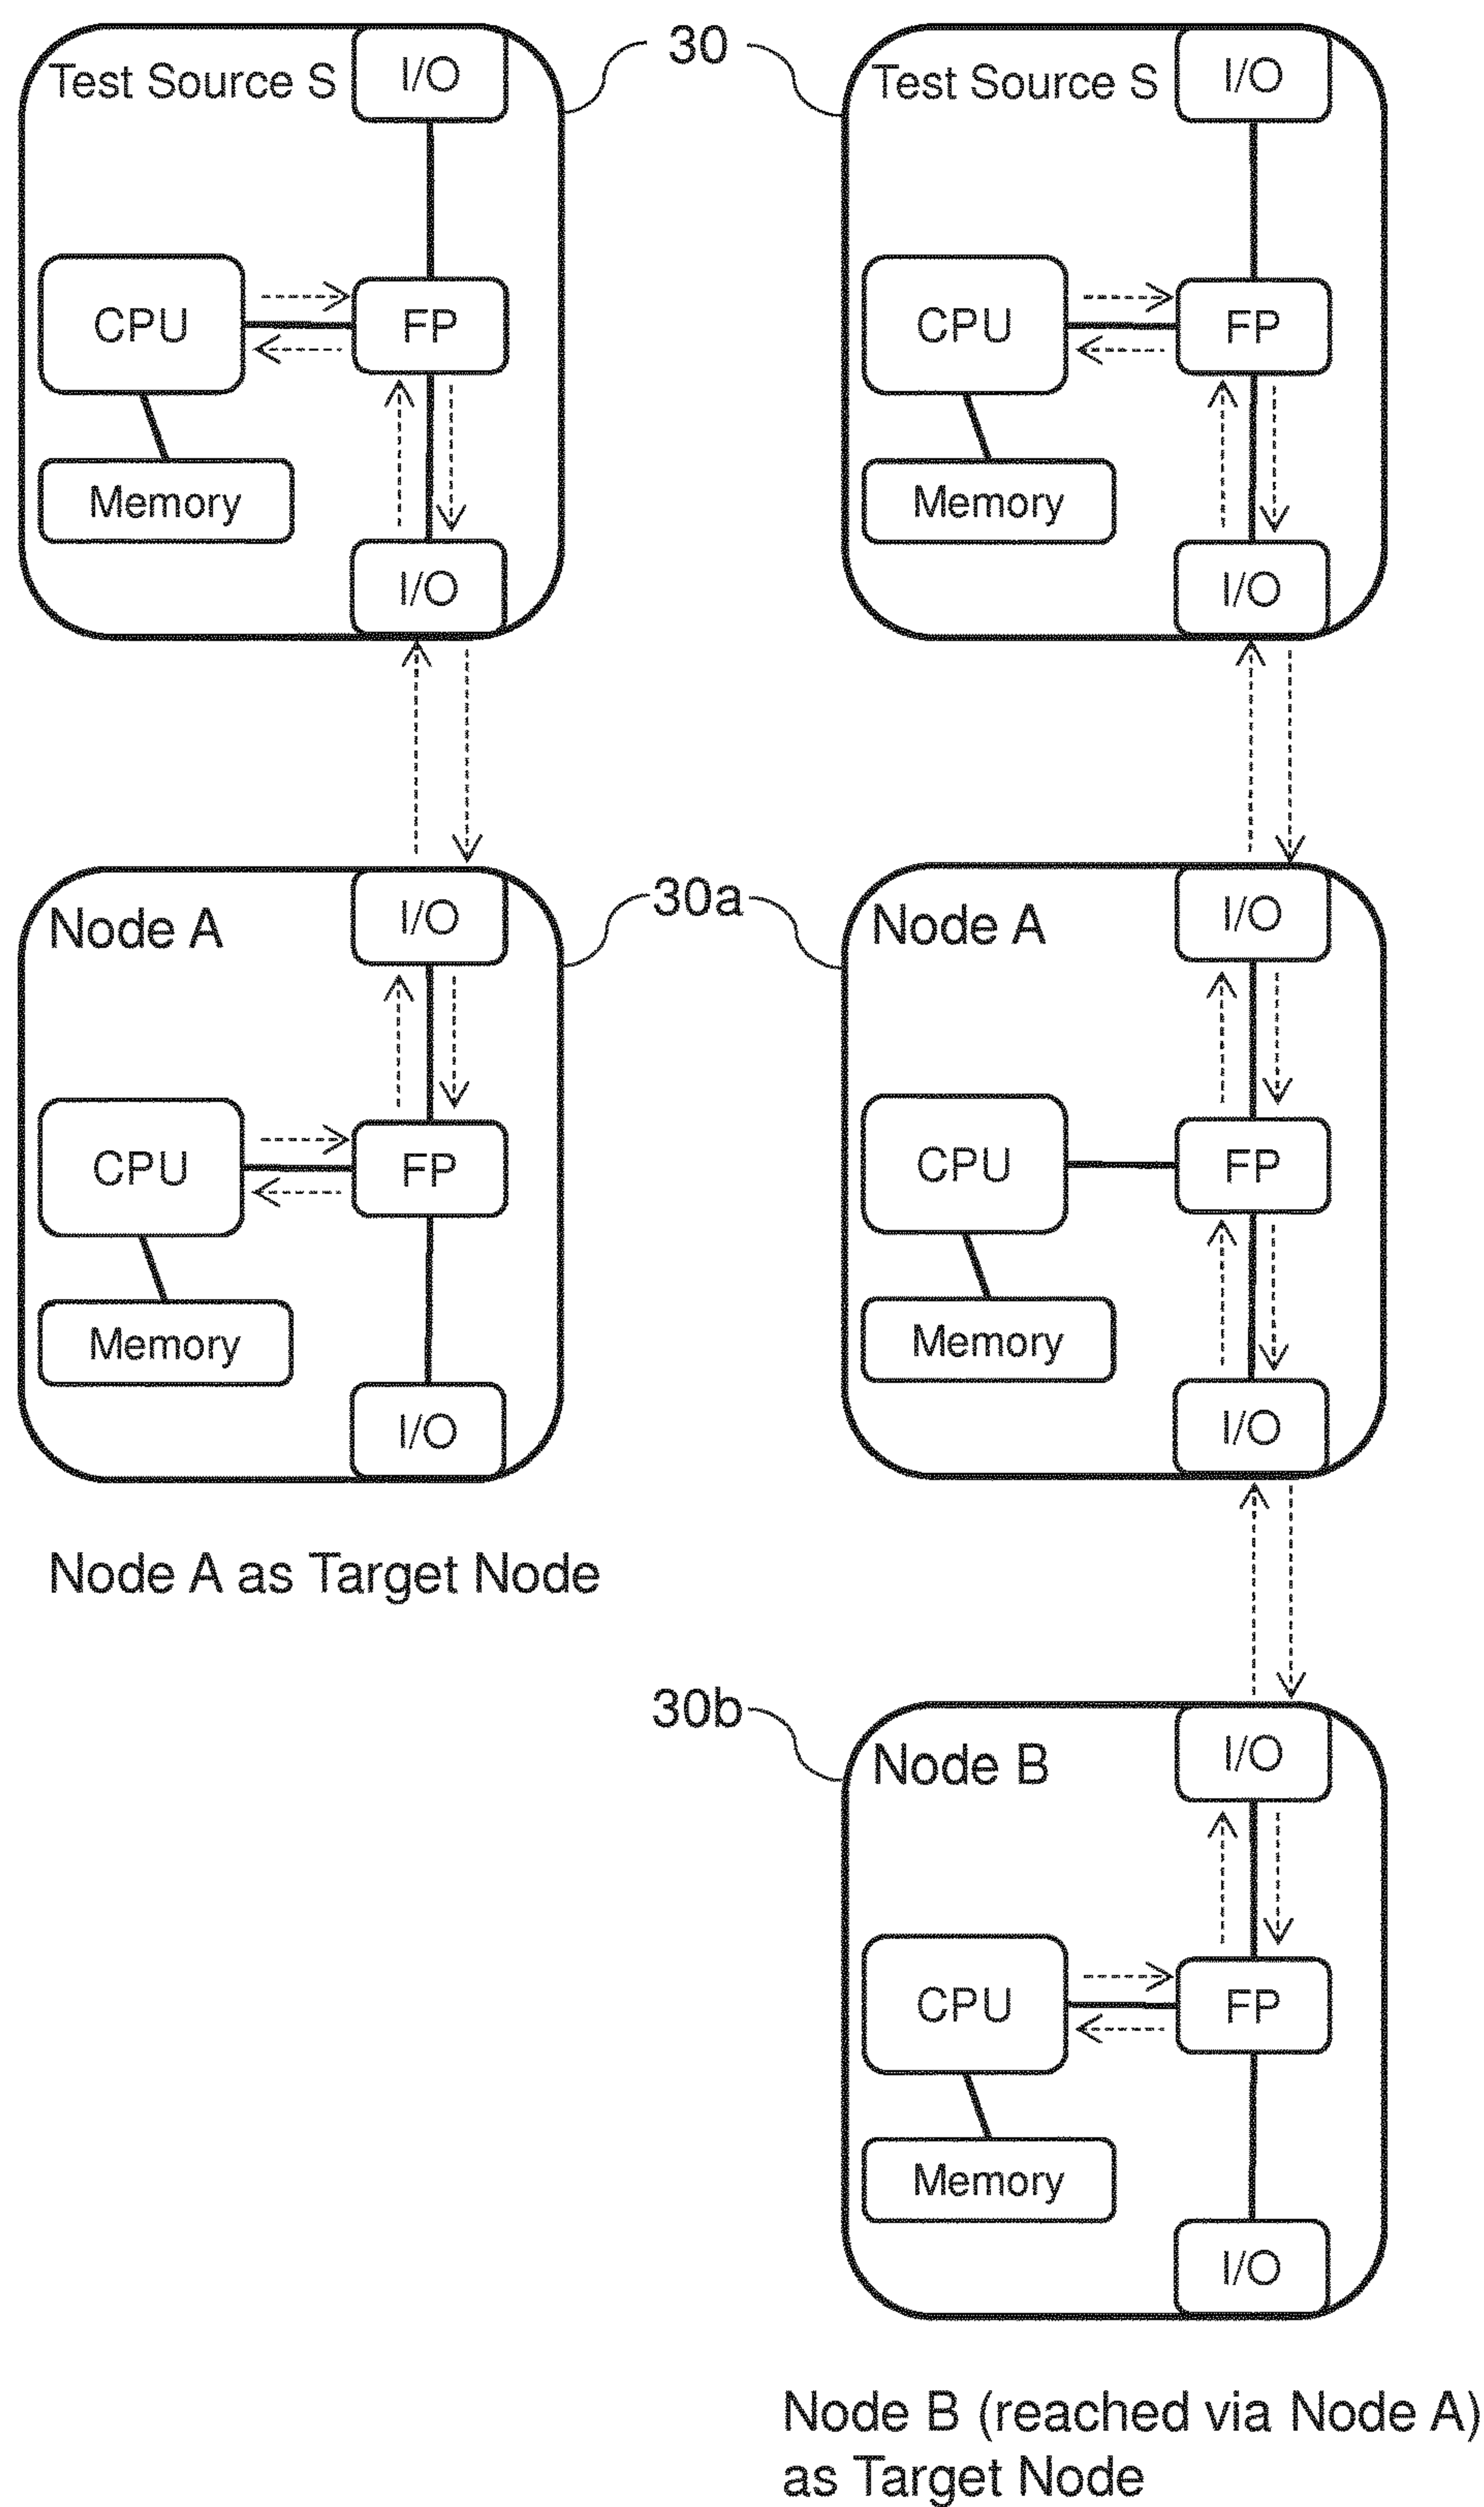 Test Source S
I/O
CPU
FP
Memory
I/O
30
Test Source S
I/O
CPU
FP
Memory
I/O
Node A
I/O
CPU
FP
Memory
I/O
Node A as Target Node
30a
Node A
I/O
CPU
FP
Memory
I/O
30b
Node B
I/O
CPU
FP
Memory
I/O
Node B (reached via Node A)
as Target Node